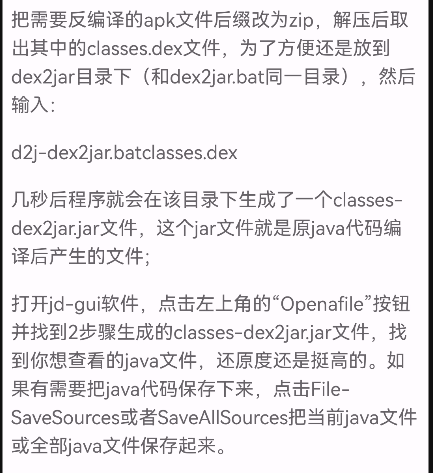 把需要反编译的apk文件后缀改为zip，解压后取
出其中的classes.dex文件，为了方便还是放到
dex2jar目录下（和dex2jar.bat同一目录），然后
输入：
d2j-dex2jar.batclasses.dex
几秒后程序就会在该目录下生成了一个classes-
dex2jar.jar文件，这个jar文件就是原java代码编
译后产生的文件；
打开jd-gui软件，点击左上角的“Openafile”按钮
并找到2步骤生成的classes-dex2jar.jar文件，找
到你想查看的java文件，还原度还是挺高的。如
果有需要把java代码保存下来，点击File-
SaveSources或者SaveAllSources把当前java文件
或全部java文件保存起来。